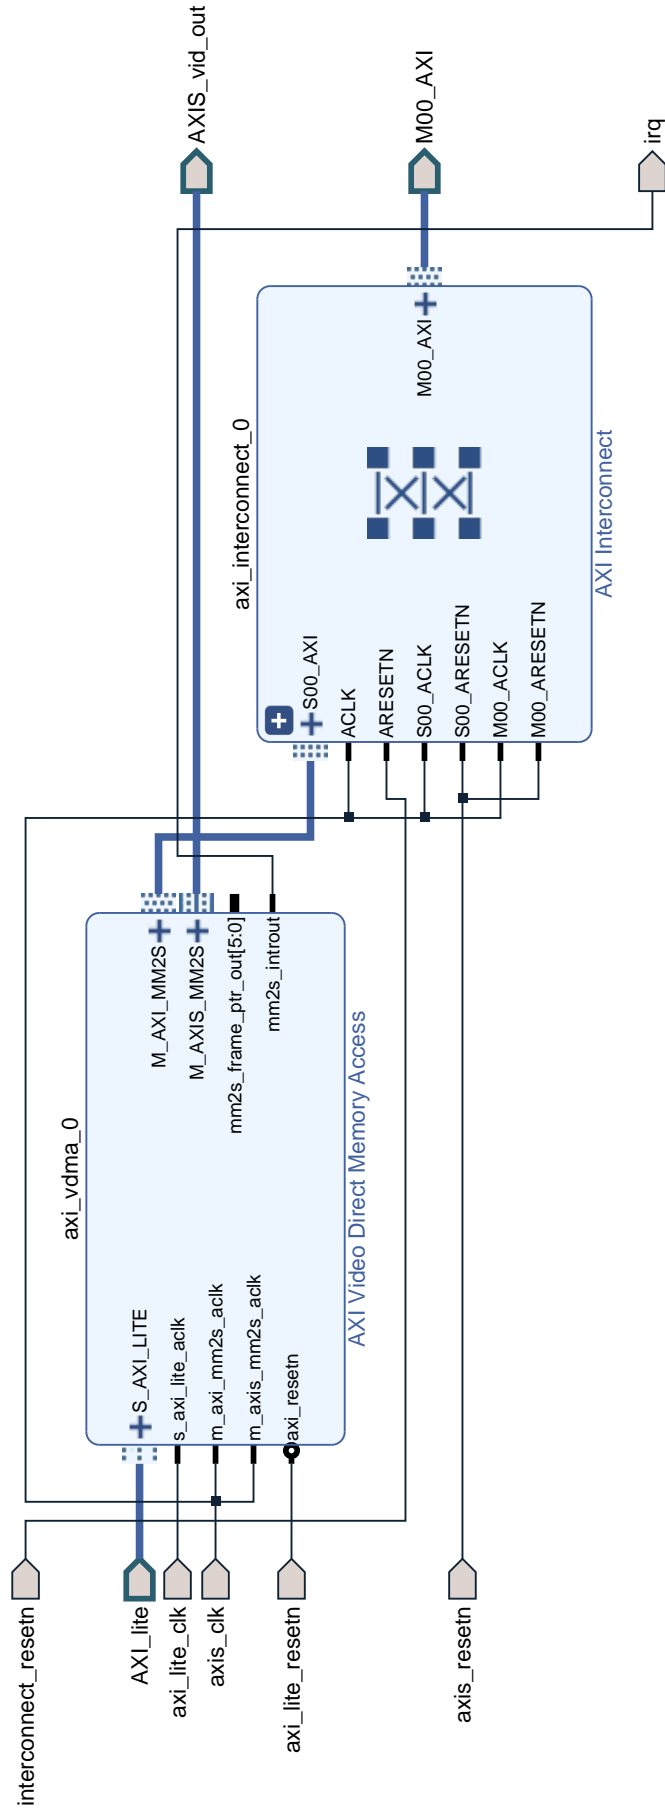 interconnect_resetn
AXI_lite
axi_lite_clk
axis_clk
axi_lite_resetn
axis_resetn
axi_vdma_0
S_AXI_LITE
s_axi_lite_aclk
m_axi_mm2s_aclk
m_axis_mm2s_aclk
axi_resetn
M_AXI_MM2S
M_AXIS_MM2S
mm2s_frame_ptr_out[5:0]
mm2s_introut
AXI Video Direct Memory Access
axi_interconnect_0
S00_AXI
ACLK
ARESETN
S00_ACLK
S00_ARESETN
M00_ACLK
M00_ARESETN
M00_AXI
AXI Interconnect
AXIS_vid_out
M00_AXI
irq